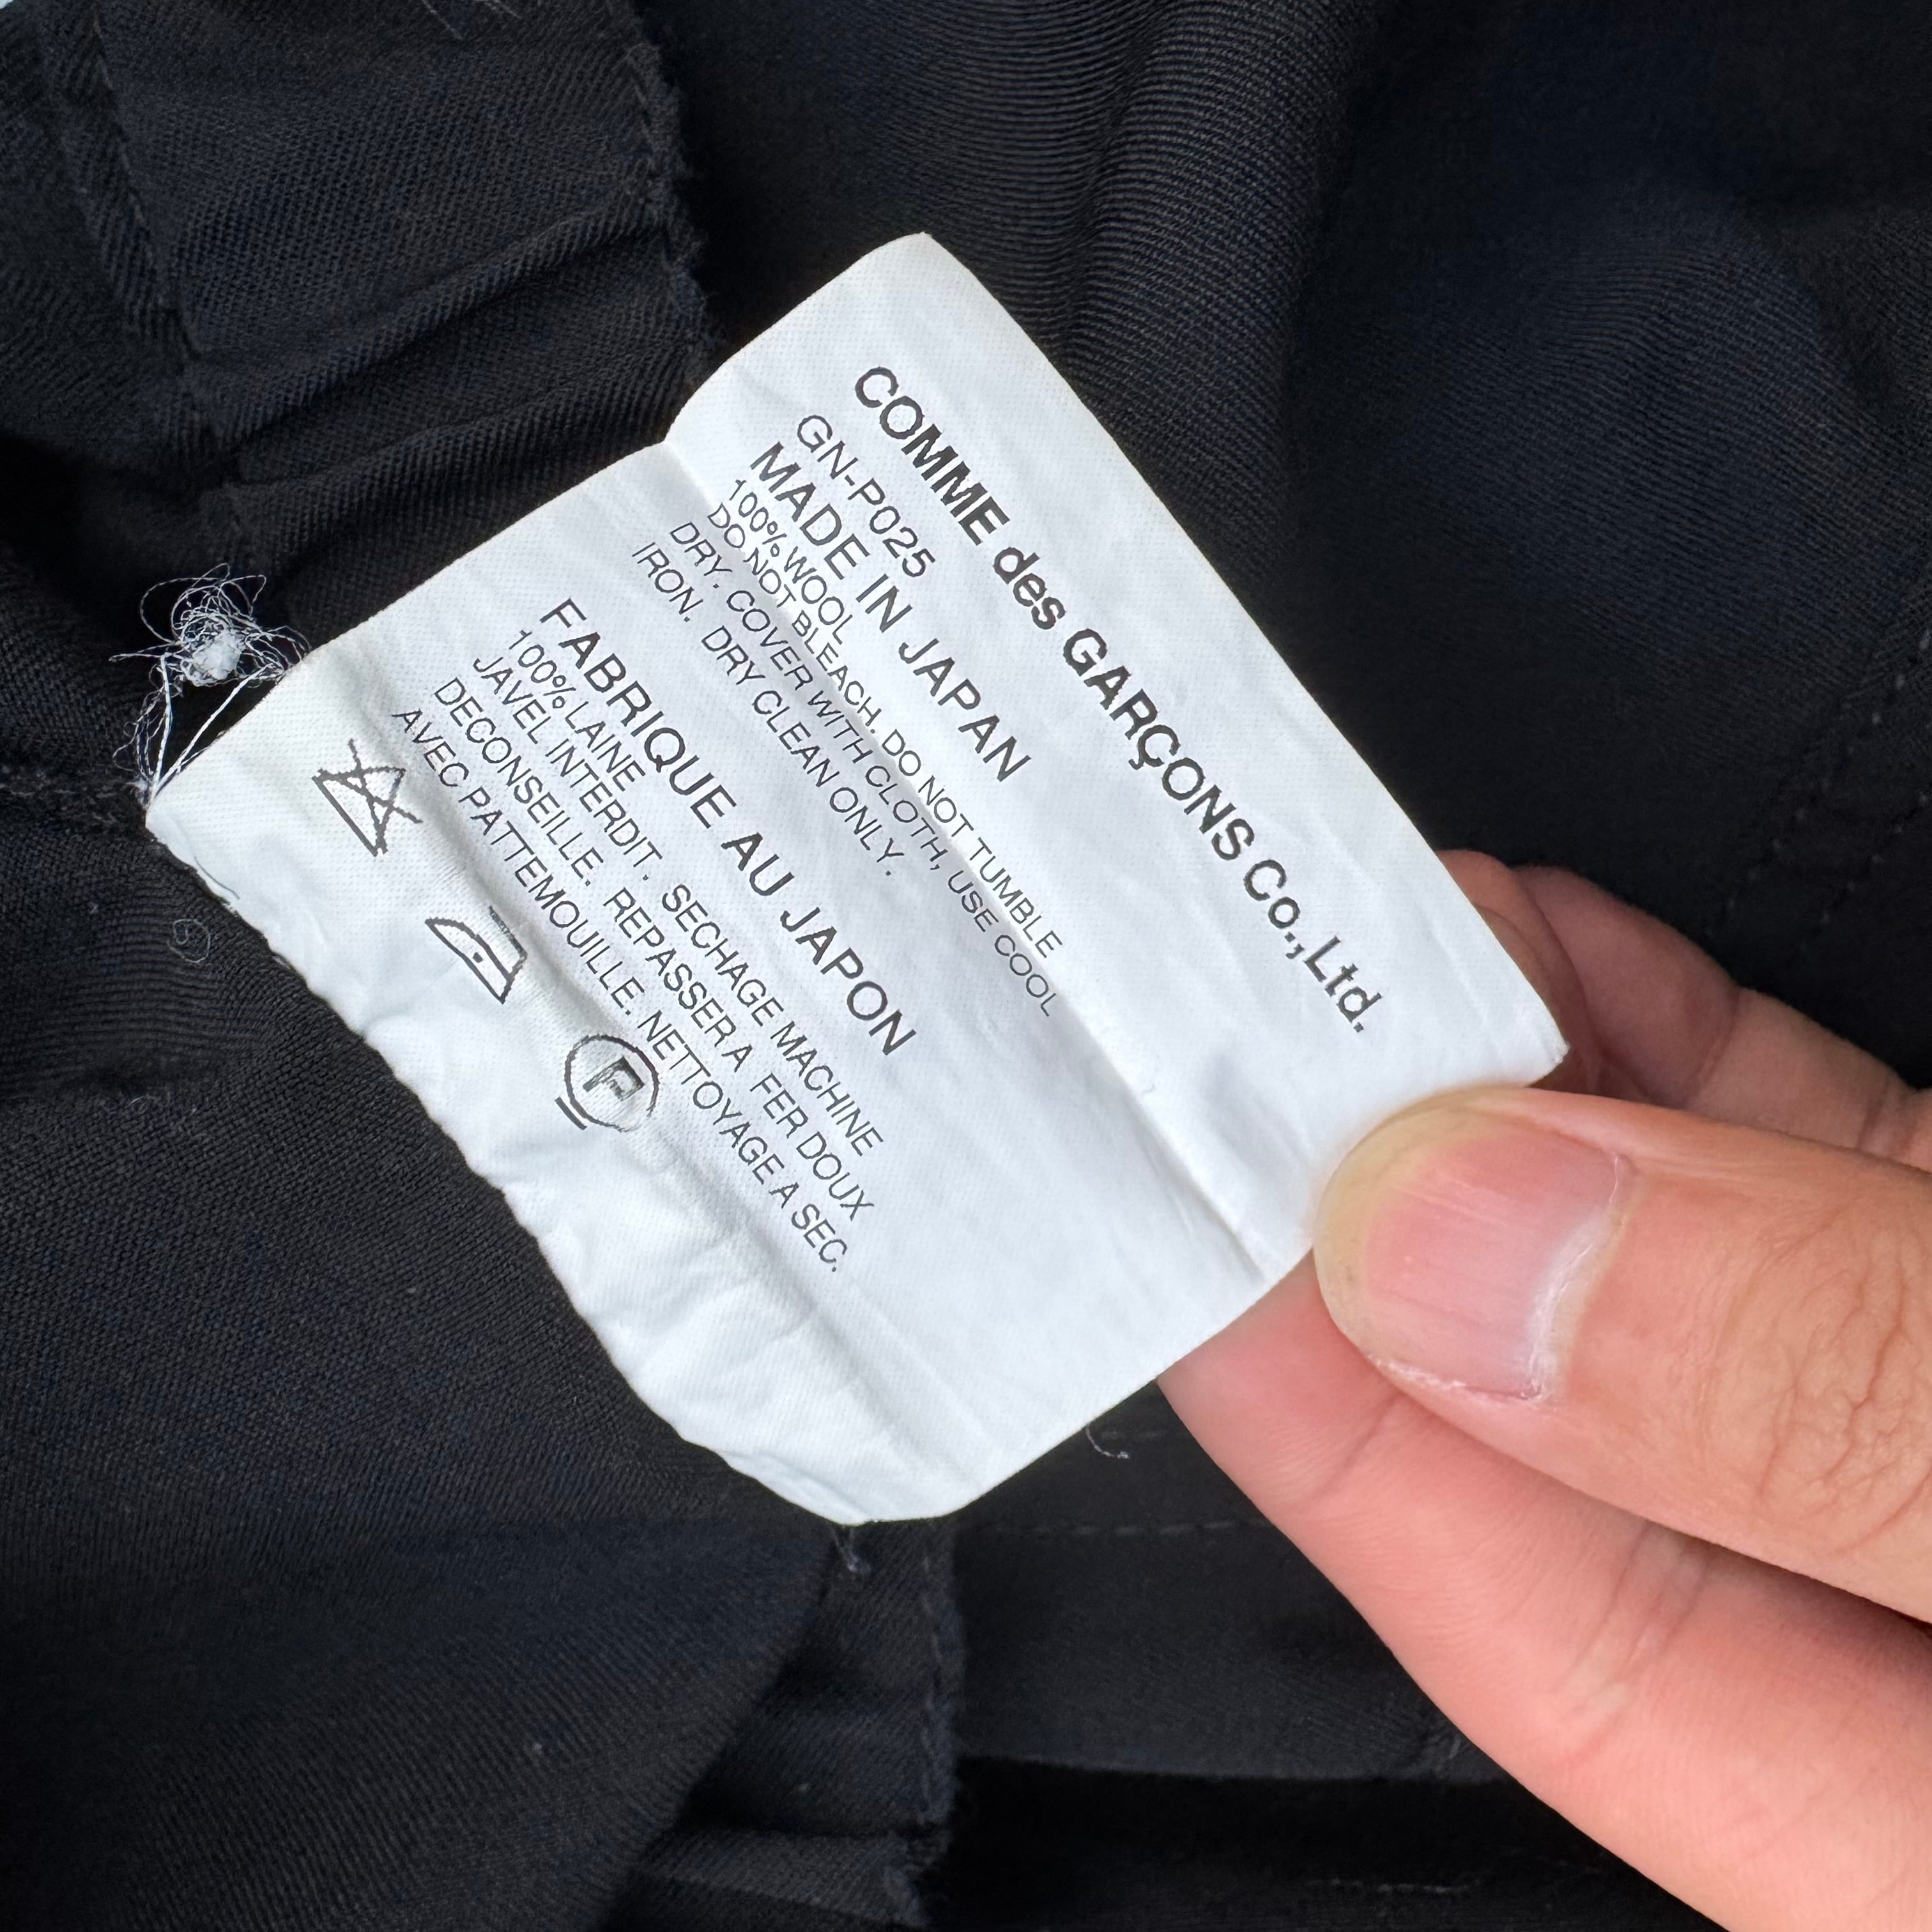 COMME des GARÇONS Co.,Ltd.
GN-P025
MADE IN JAPAN
100% WOOL
DO NOT BLEACH. DO NOT TUMBLE
DRY. COVER WITH CLOTH, USE COOL
IRON. DRY CLEAN ONLY.
FABRIQUE AU JAPON
100% LAINE
JAVEL INTERDIT. SECHAGE MACHINE
DECONSEILLE. REPASSER A FER DOUX
AVEC PATTEMOUILLE. NETTOYAGE A SEC.
F